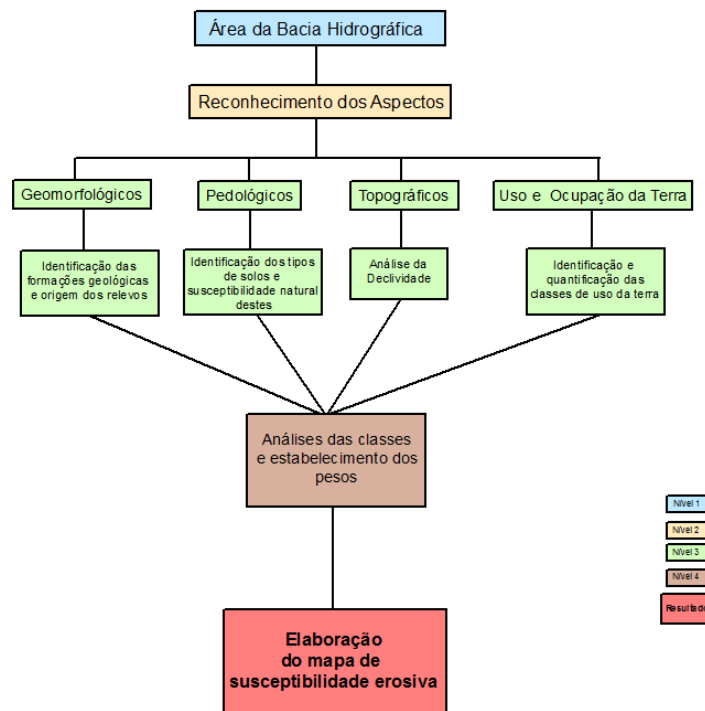 Área da Bacia Hidrográfica
Reconhecimento dos Aspectos
Geomorfológicos
Pedológicos
Topográficos
Uso e Ocupação da Terra
Identificação das
formações geológicas
e origem dos relevos
Identificação dos tipos
de solos e
susceptibilidade natural
destes
Análise da
Declividade
Identificação e
quantificação das
classes de uso da terra
Análises das classes
e estabelecimento dos
pesos
Elaboração
do mapa de
susceptibilidade erosiva
Nível 1
Nível 2
Nível 3
Nível 4
Resultado